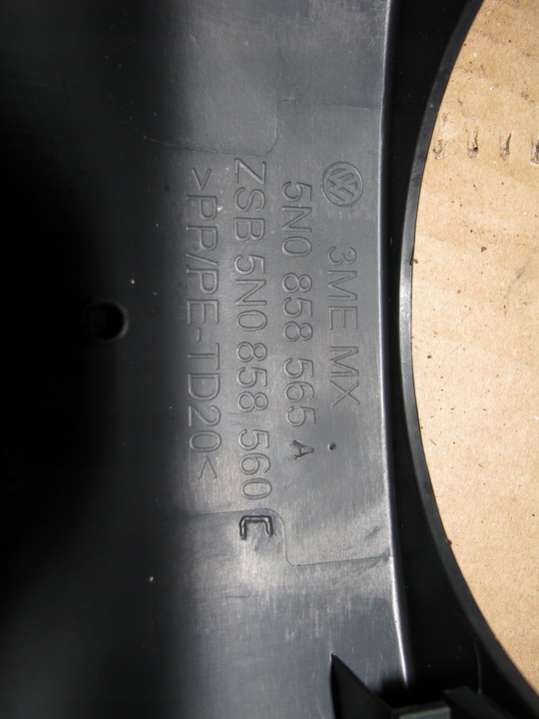 3ME MX
5N0 858 565 A
ZSB 5N0 858 560 C
>PP/PE-TD20<